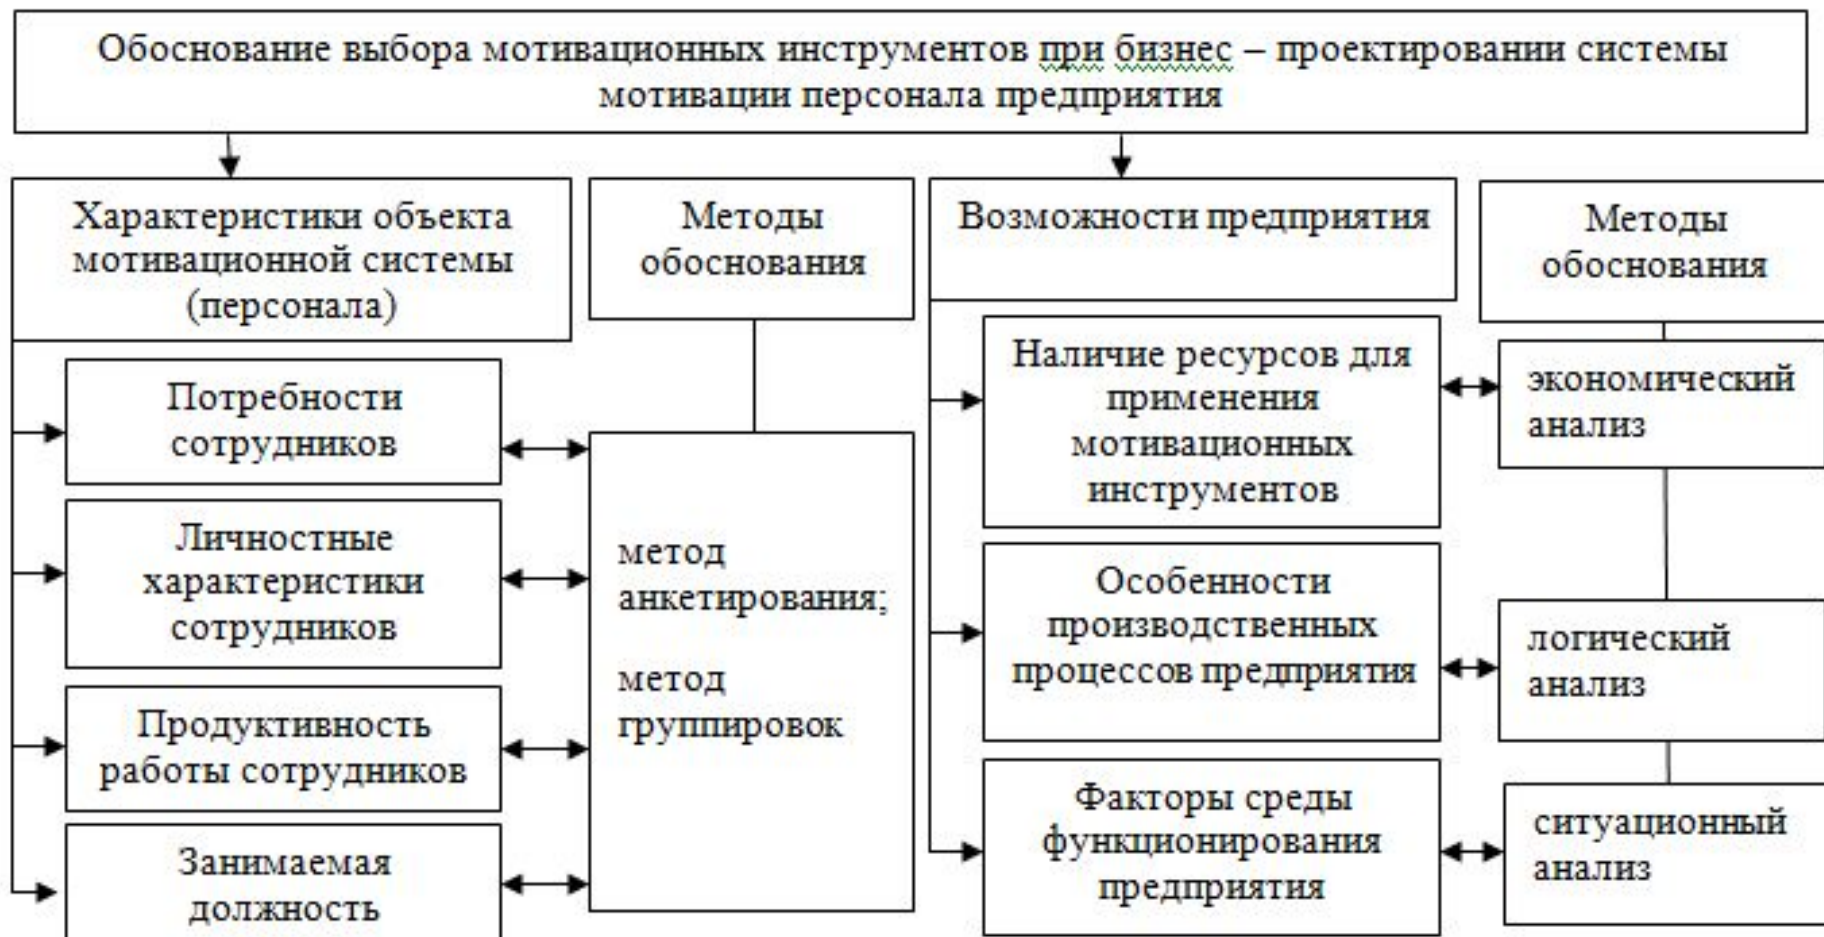 Обоснование выбора мотивационных инструментов при бизнес – проектировании системы
мотивации персонала предприятия
Характеристики объекта
мотивационной системы
(персонала)
Методы
обоснования
Возможности предприятия
Методы
обоснования
Потребности
сотрудников
Личностные
характеристики
сотрудников
Продуктивность
работы сотрудников
Занимаемая
должность
метод
анкетирования;
метод
группировок
Наличие ресурсов для
применения
мотивационных
инструментов
Особенности
производственных
процессов предприятия
Факторы среды
функционирования
предприятия
экономический
анализ
логический
анализ
ситуационный
анализ